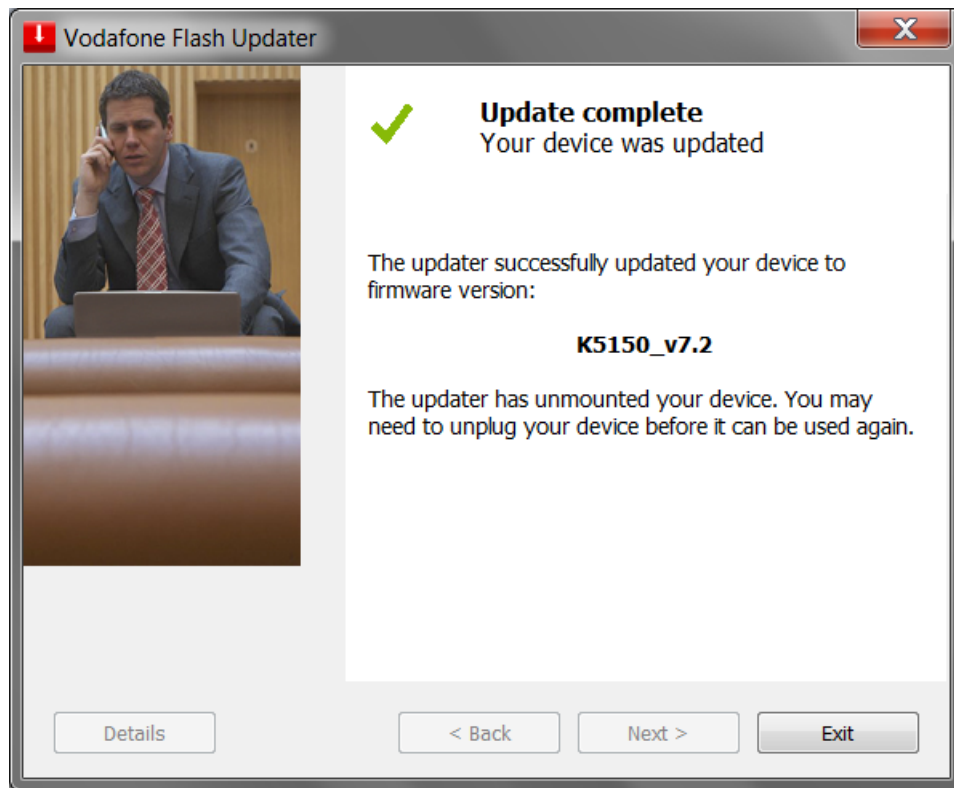 Vodafone Flash Updater
Update complete
Your device was updated
The updater successfully updated your device to
firmware version:
K5150_v7.2
The updater has unmounted your device. You may
need to unplug your device before it can be used again.
Details
< Back
Next >
Exit